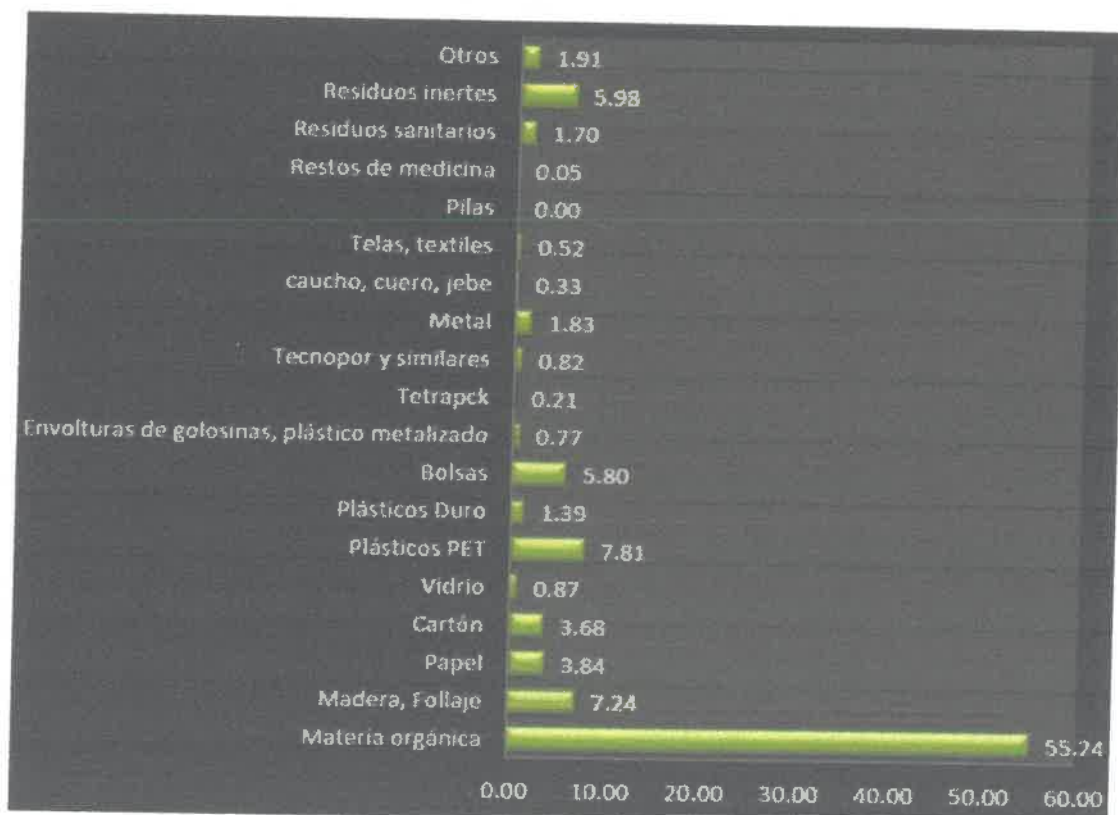 Otros 1.91
Residuos inertes 5.98
Residuos sanitarios 1.70
Restos de medicina 0.05
Pilas 0.00
Telas, textiles 0.52
caucho, cuero, jebe 0.33
Metal 1.83
Tecnopor y similares 0.82
Tetrapck 0.21
Envolturas de golosinas, plástico metalizado 0.77
Bolsas 5.80
Plásticos Duro 1.39
Plásticos PET 7.81
Vidrio 0.87
Cartón 3.68
Papel 3.84
Madera, Follaje 7.24
Materia orgánica 55.24
0.00 10.00 20.00 30.00 40.00 50.00 60.00